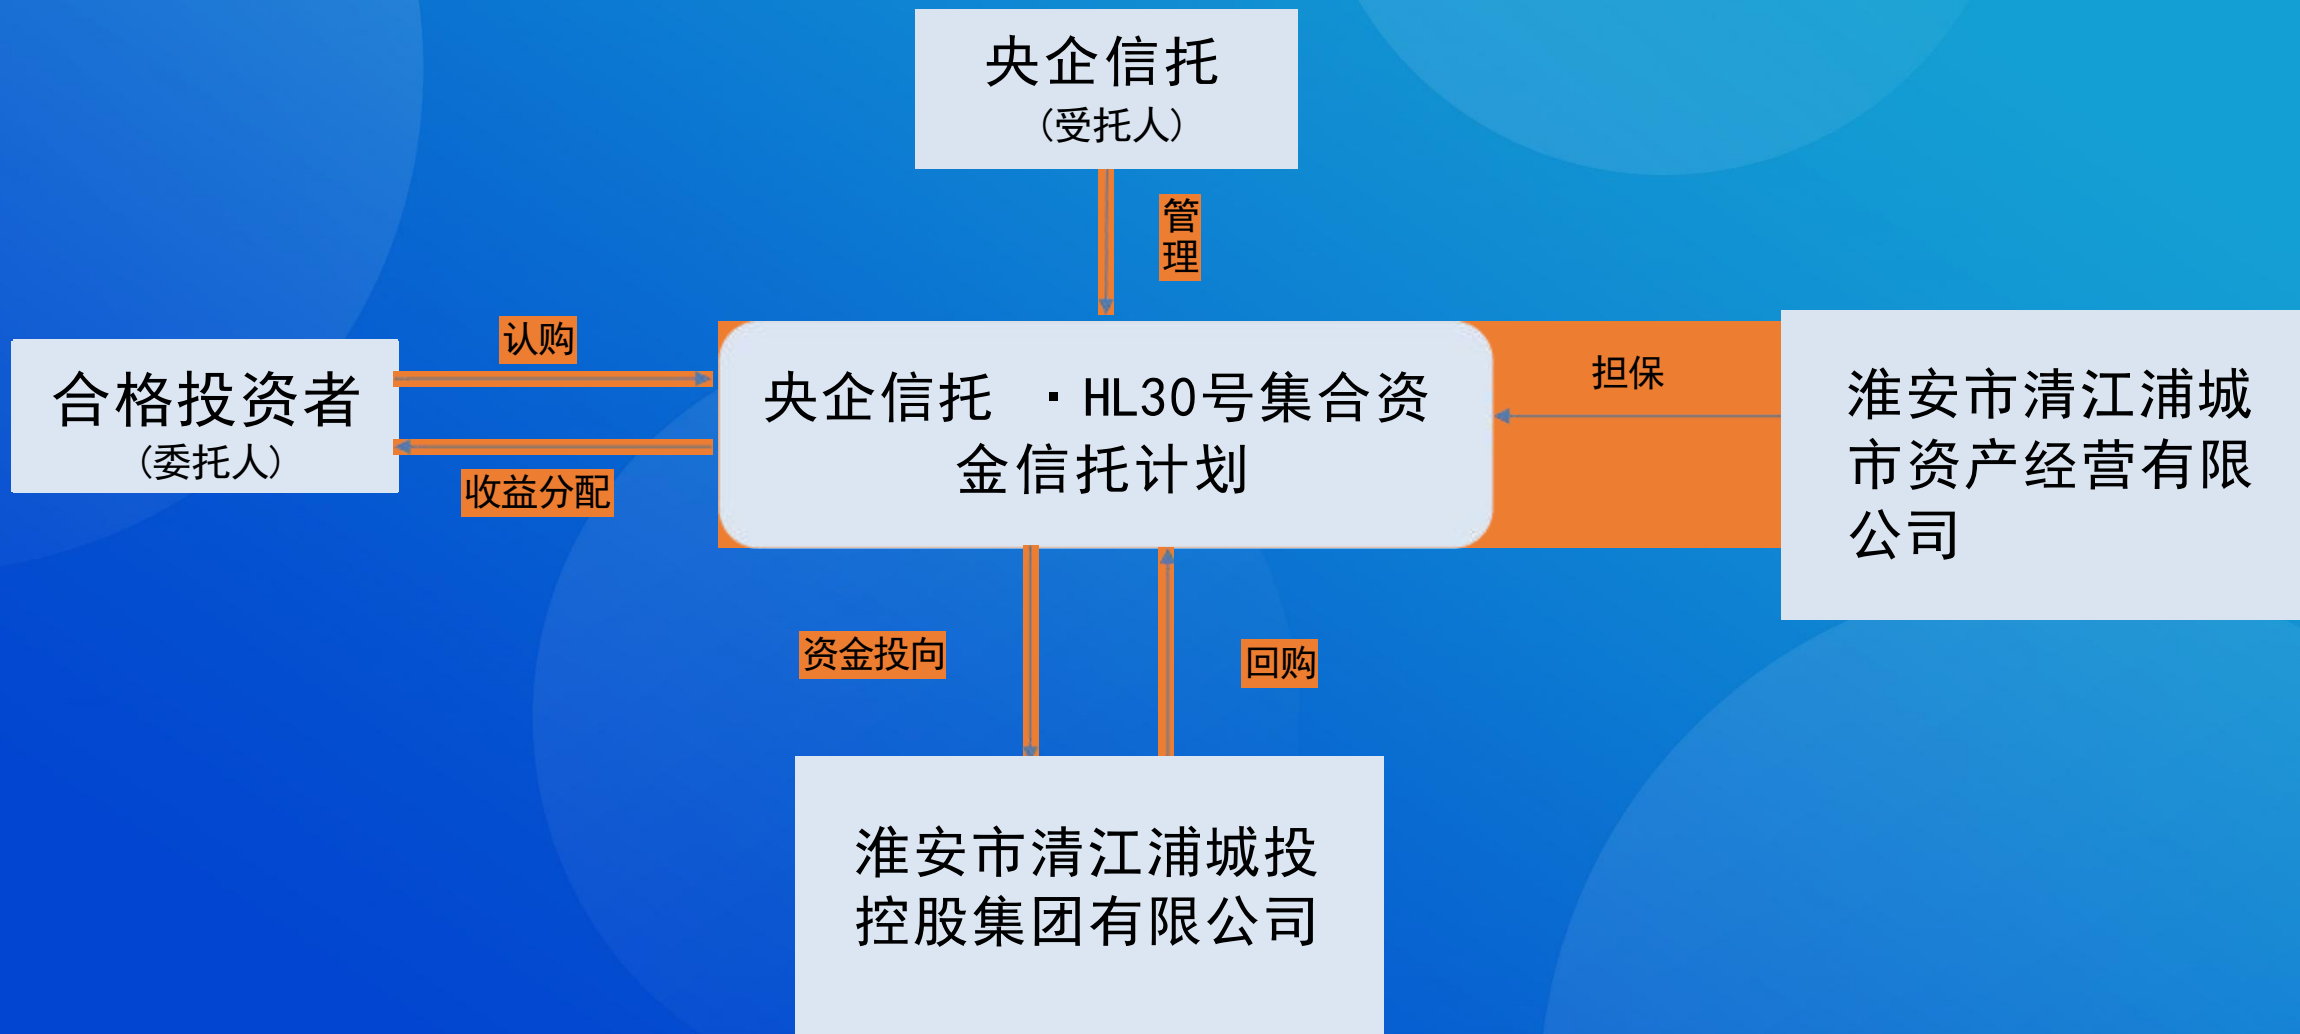 央企信托
（受托人）
管
理
认购
合格投资者
（委托人）
收益分配
央企信托 ·HL30号集合资
金信托计划
担保
淮安市清江浦城
市资产经营有限
公司
资金投向
回购
淮安市清江浦城投
控股集团有限公司